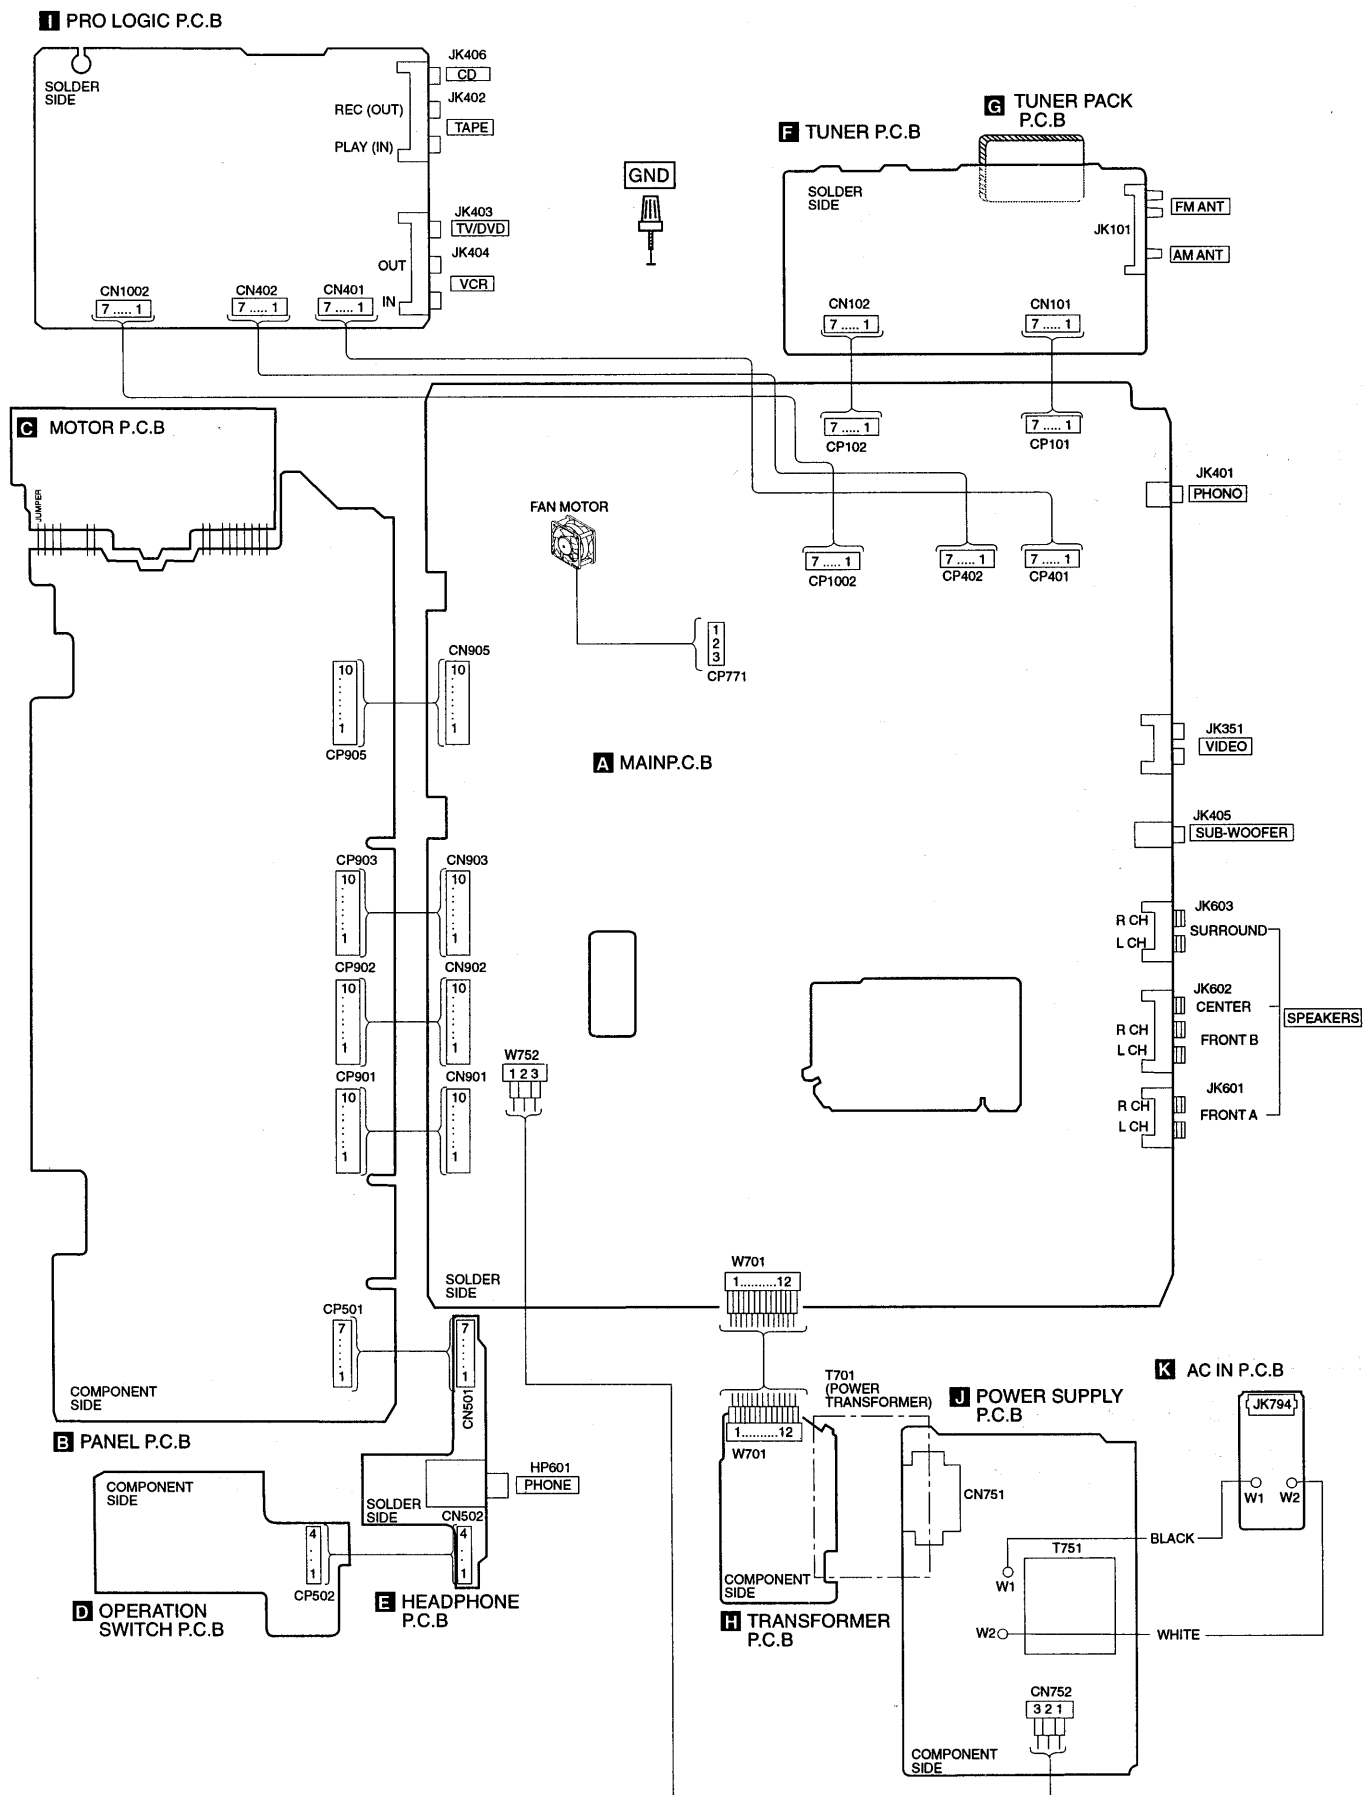 I PRO LOGIC P.C.B
SOLDER
SIDE
JK406
CD
REC (OUT)
JK402
TAPE
PLAY (IN)
JK403
TV/DVD
JK404
OUT
VCR
IN
CN1002
7 ..... 1
CN402
7 ..... 1
CN401
7 ..... 1
GND
F TUNER P.C.B
G TUNER PACK
P.C.B
SOLDER
SIDE
JK101
FM ANT
AM ANT
CN102
7 ..... 1
CN101
7 ..... 1
C MOTOR P.C.B
JUMPER
7 ..... 1
CP102
7 ..... 1
CP101
JK401
PHONO
FAN MOTOR
7 ..... 1
CP1002
7 ..... 1
CP402
7 ..... 1
CP401
1
2
3
CP771
10
1
CP905
CN905
10
1
A MAINP.C.B
JK351
VIDEO
JK405
SUB-WOOFER
CP903
10
1
CN903
10
1
CP902
10
1
CN902
10
1
CP901
10
1
CN901
10
1
W752
1 2 3
JK603
R CH
SURROUND
L CH
JK602
CENTER
R CH
FRONT B
L CH
SPEAKERS
JK601
R CH
FRONT A
L CH
SOLDER
SIDE
W701
1..........12
CP501
7
1
7
1
CN501
COMPONENT
SIDE
B PANEL P.C.B
COMPONENT
SIDE
4
1
CP502
D OPERATION
SWITCH P.C.B
HP601
PHONE
SOLDER
SIDE
CN502
4
1
E HEADPHONE
P.C.B
1..........12
W701
T701
(POWER
TRANSFORMER)
COMPONENT
SIDE
H TRANSFORMER
P.C.B
J POWER SUPPLY
P.C.B
CN751
W1
T751
W2
CN752
3 2 1
COMPONENT
SIDE
K AC IN P.C.B
JK794
W1 W2
BLACK
WHITE